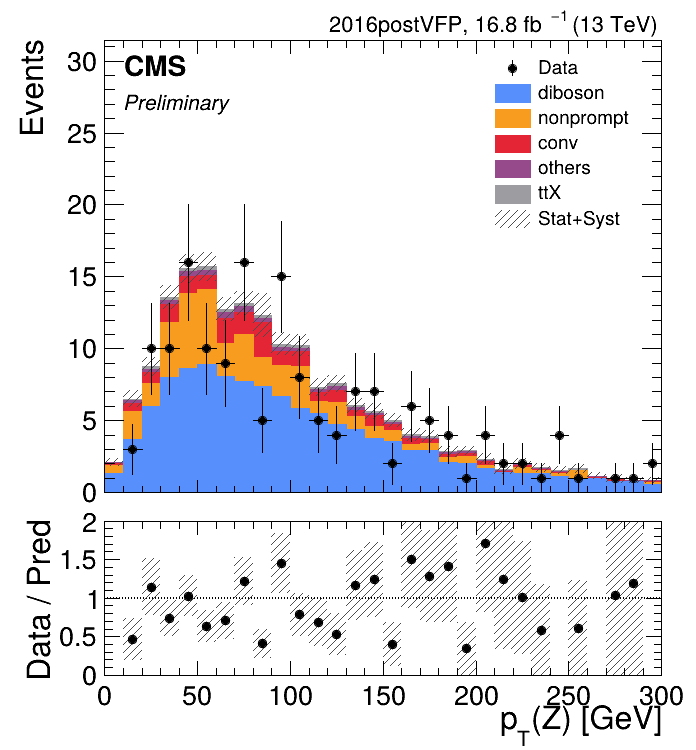 2016postVFP, 16.8 fb⁻¹ (13 TeV)
Events
30
25
20
15
10
5
0
CMS
Preliminary
Data
diboson
nonprompt
conv
others
ttX
Stat+Syst
Data / Pred
2
1.5
1
0.5
0
0 50 100 150 200 250 300
p_T(Z) [GeV]